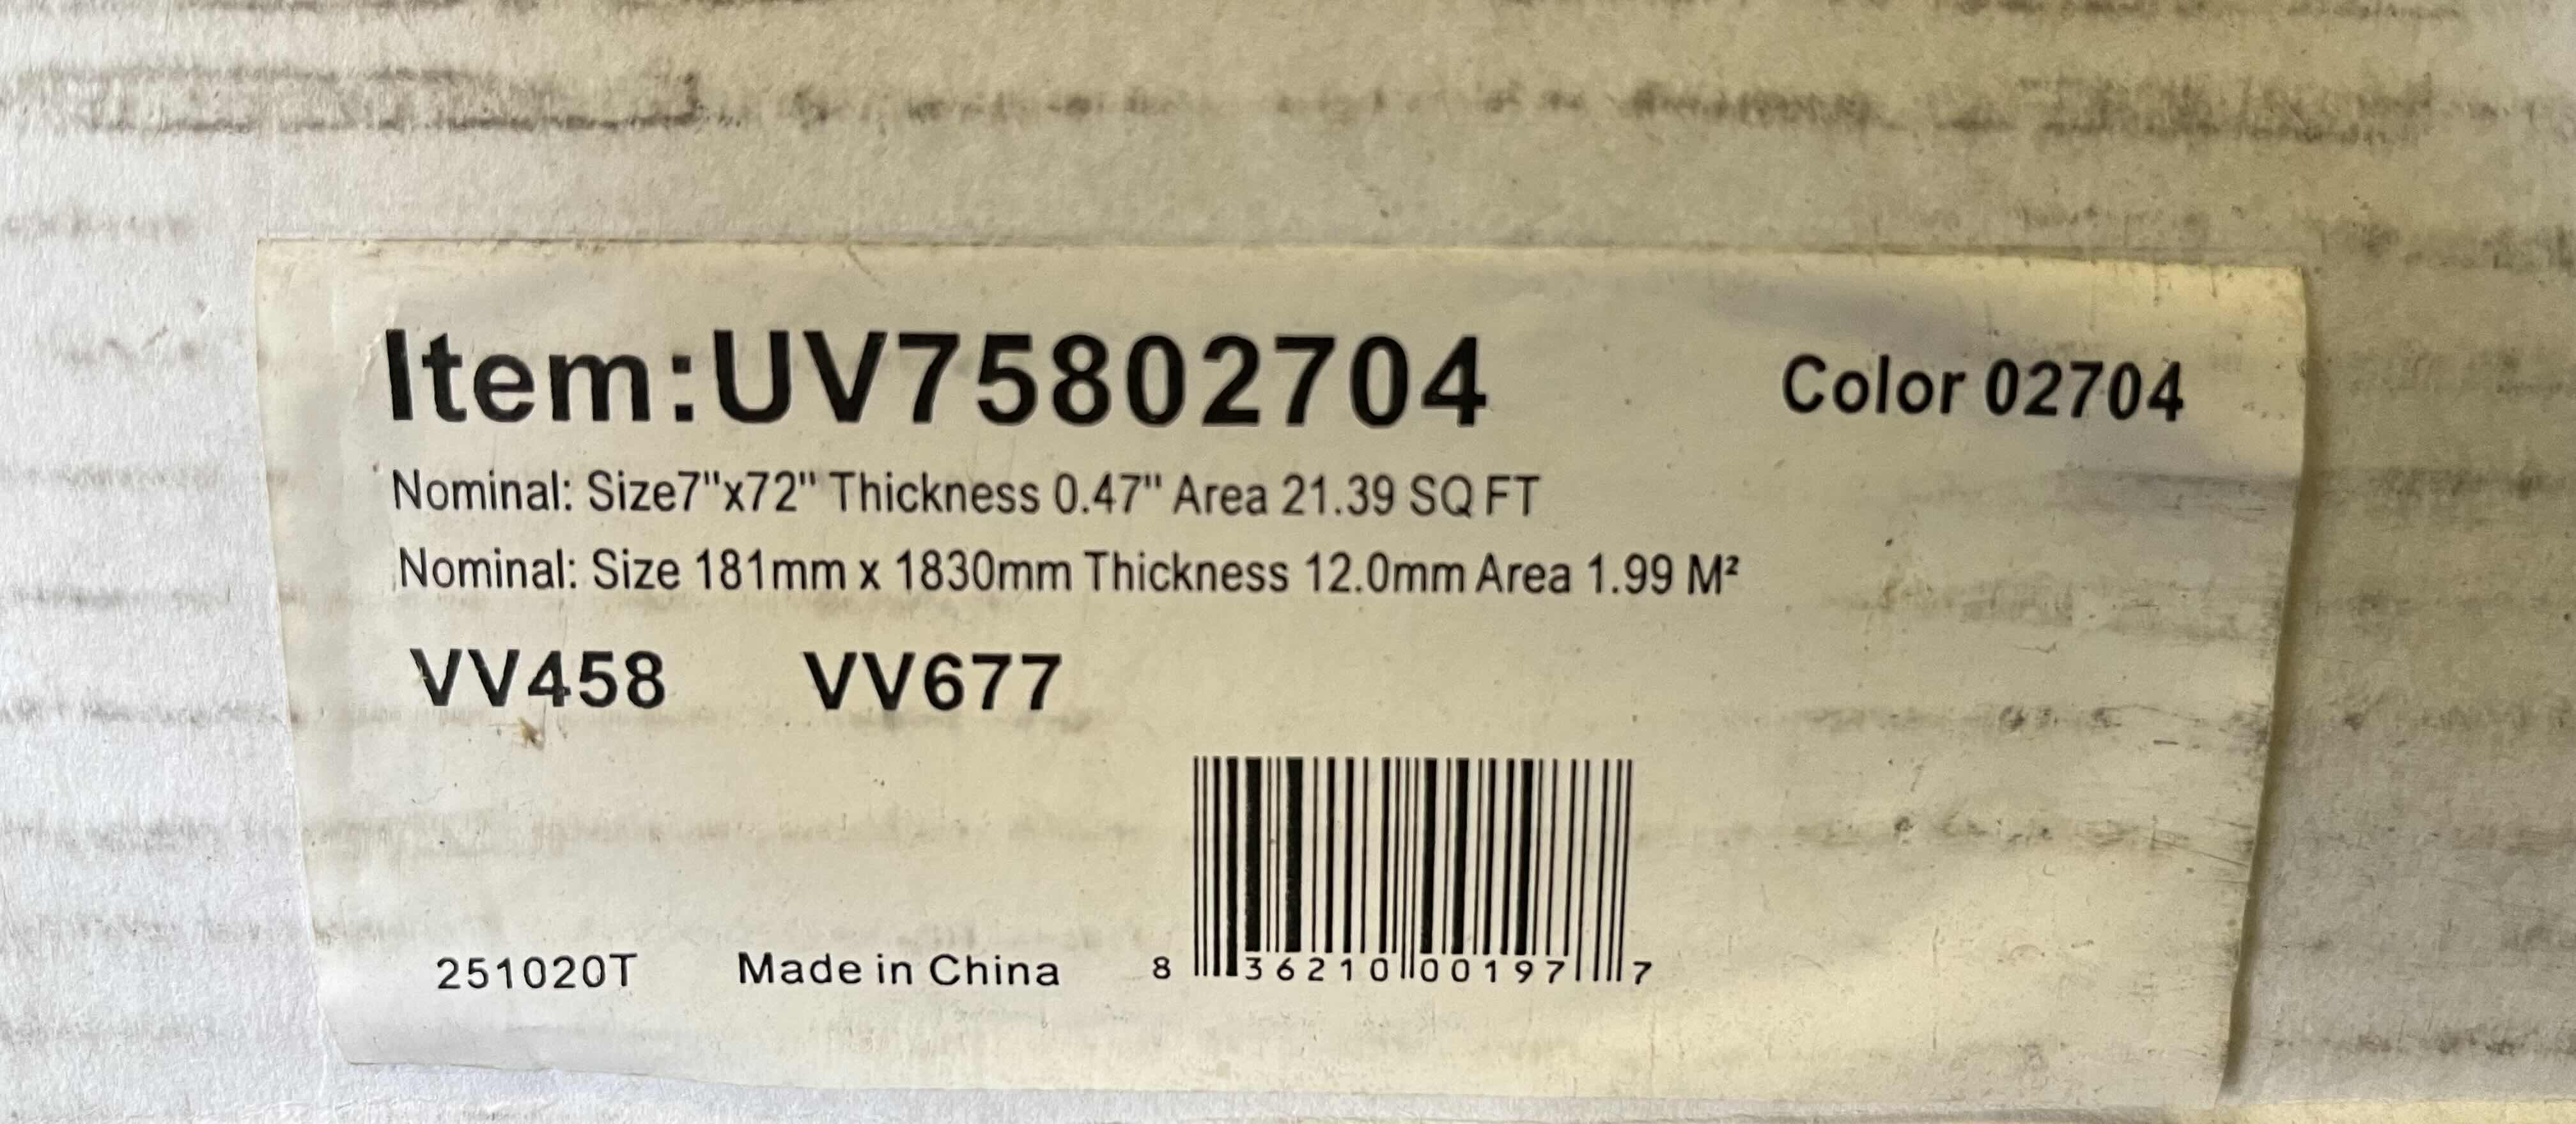 Item:UV75802704 Color 02704
Nominal: Size7"x72" Thickness 0.47" Area 21.39 SQ FT
Nominal: Size 181mm x 1830mm Thickness 12.0mm Area 1.99 M²
VV458 VV677
251020T Made in China 8 36210 00197 7